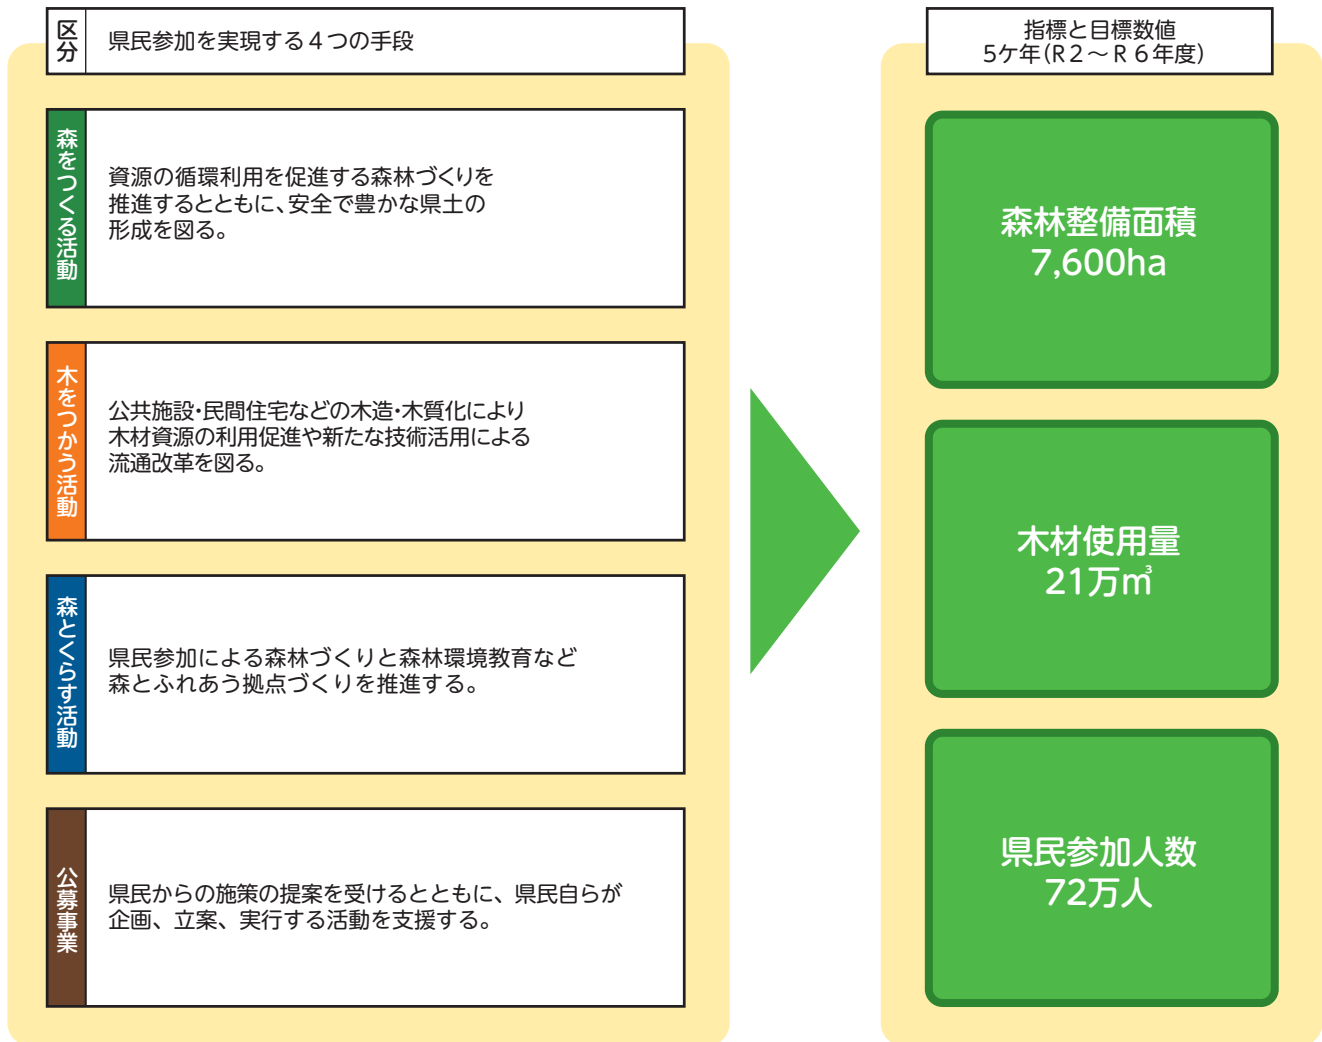 区分
県民参加を実現する４つの手段
森をつくる活動
資源の循環利用を促進する森林づくりを
推進するとともに、安全で豊かな県土の
形成を図る。
木をつかう活動
公共施設・民間住宅などの木造・木質化により
木材資源の利用促進や新たな技術活用による
流通改革を図る。
森とくらす活動
県民参加による森林づくりと森林環境教育など
森とふれあう拠点づくりを推進する。
公募事業
県民からの施策の提案を受けるとともに、県民自らが
企画、立案、実行する活動を支援する。
指標と目標数値
5ケ年(R２～R６年度)
森林整備面積
7,600ha
木材使用量
21万㎥
県民参加人数
72万人